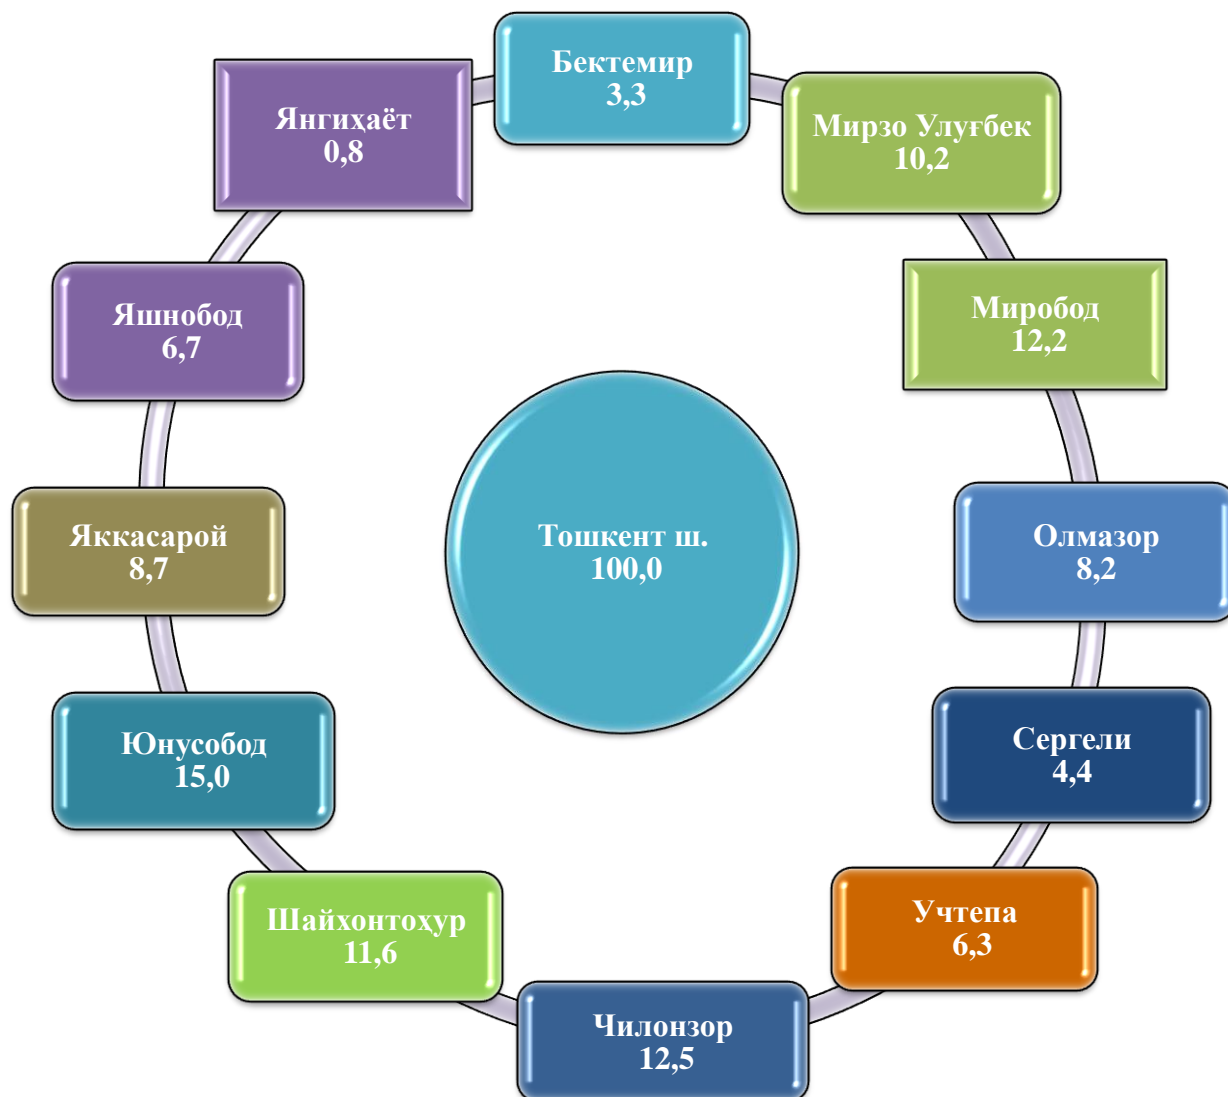 Бектемир
3,3
Мирзо Улуғбек
10,2
Миробод
12,2
Олмазор
8,2
Сергели
4,4
Учтепа
6,3
Чилонзор
12,5
Шайхонтоҳур
11,6
Юнусобод
15,0
Яккасарой
8,7
Яшнобод
6,7
Янгиҳаёт
0,8
Тошкент ш.
100,0